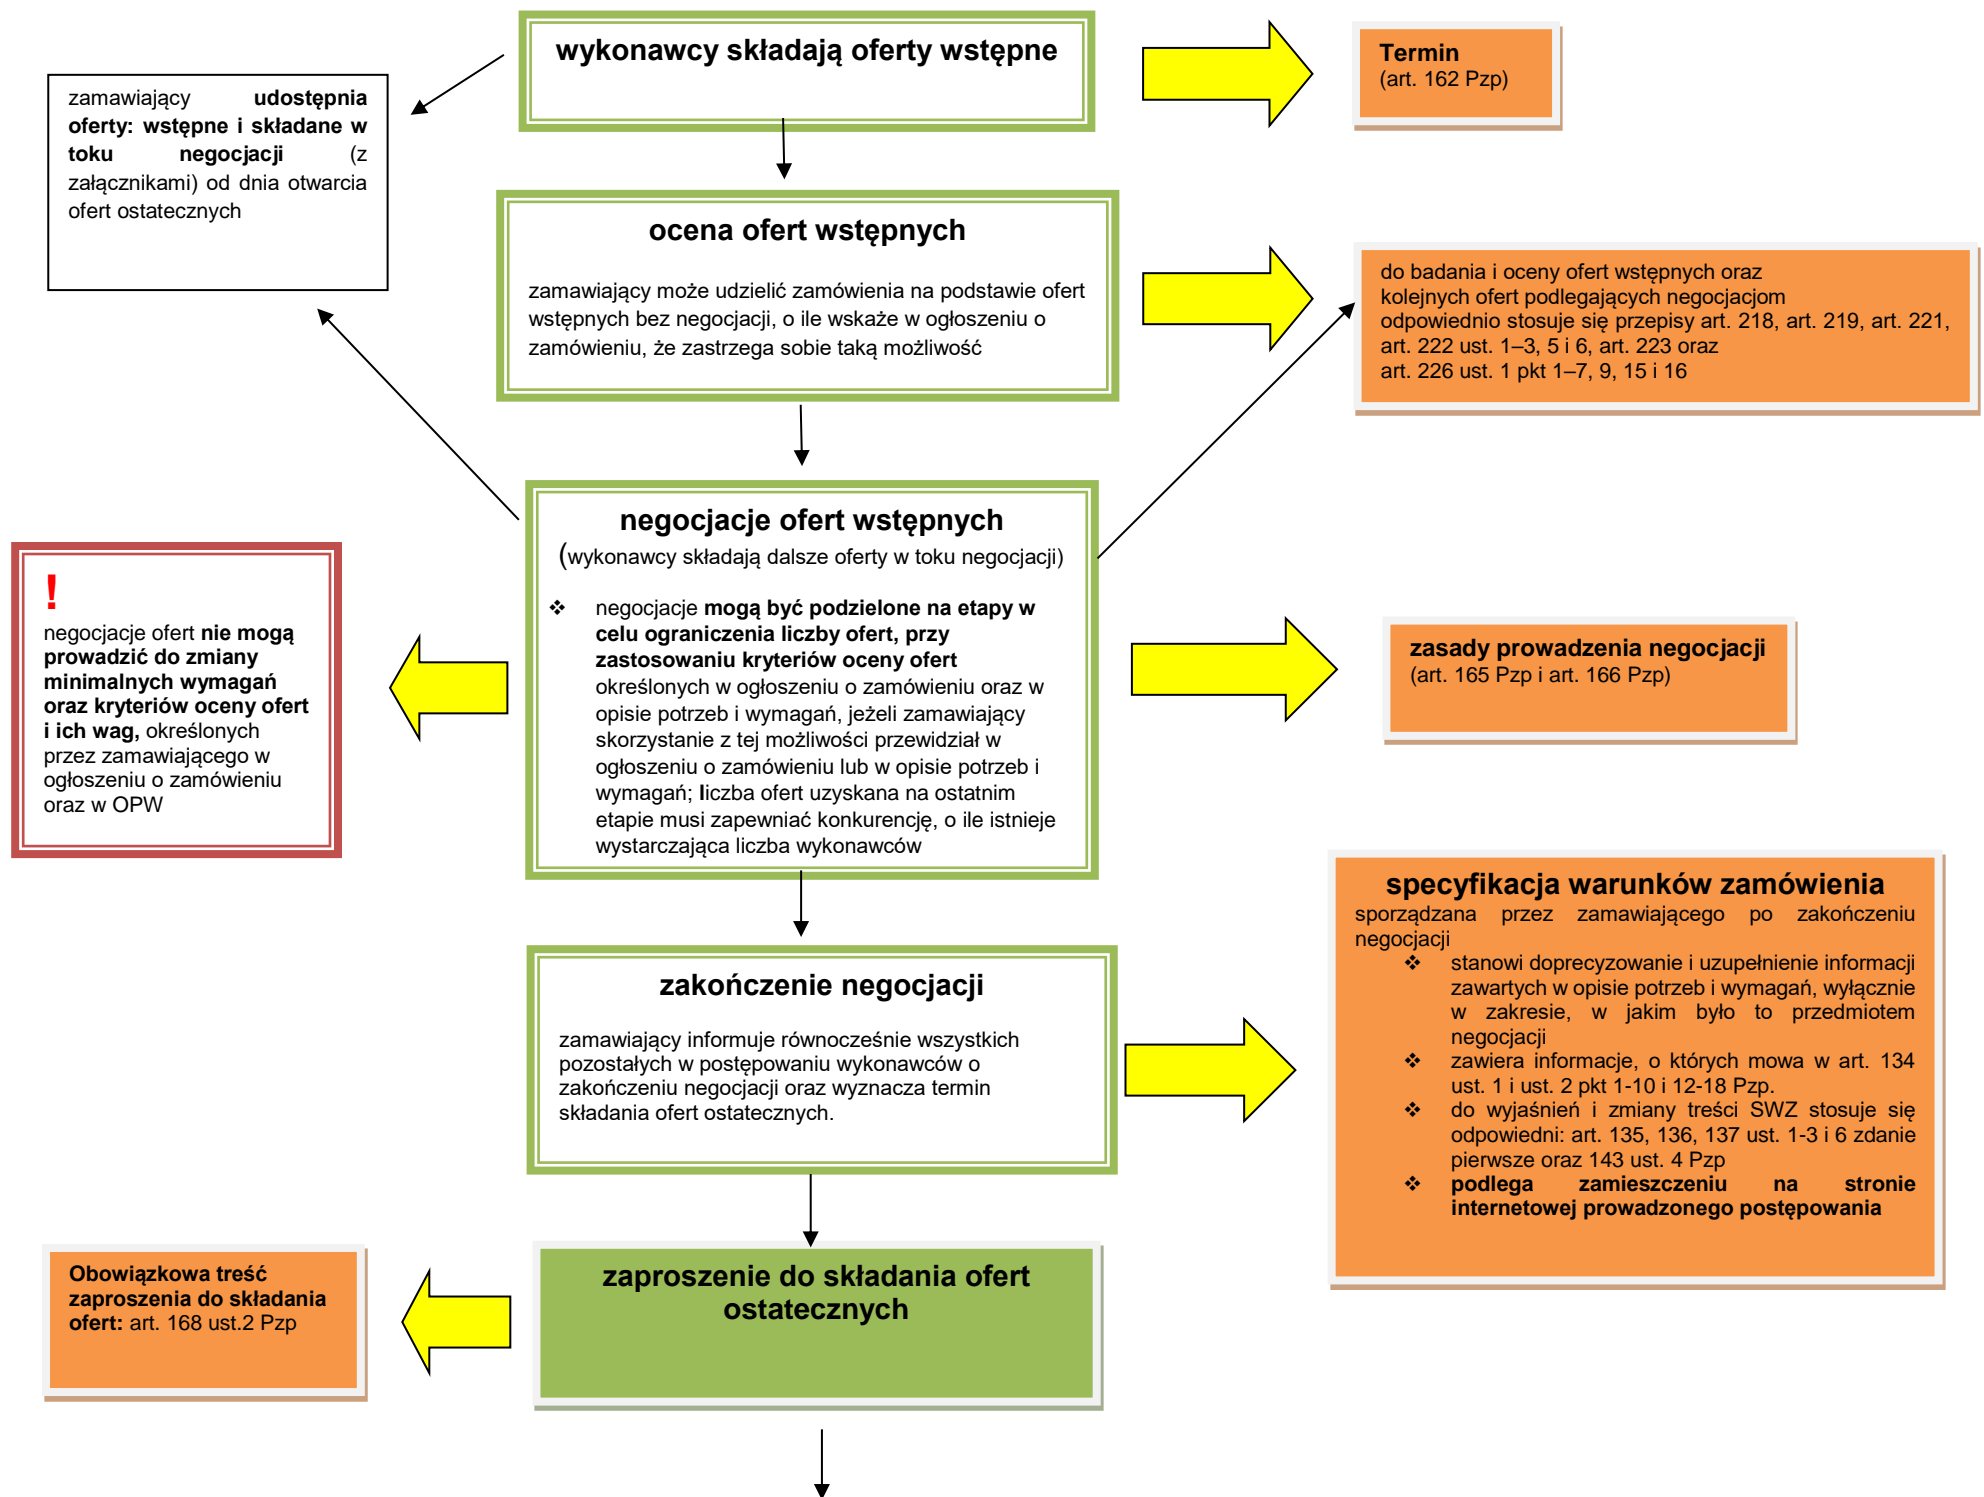 wykonawcy składają oferty wstępne
Termin
(art. 162 Pzp)
zamawiający udostępnia
oferty: wstępne i składane w
toku negocjacji (z
załącznikami) od dnia otwarcia
ofert ostatecznych
ocena ofert wstępnych
zamawiający może udzielić zamówienia na podstawie ofert
wstępnych bez negocjacji, o ile wskaże w ogłoszeniu o
zamówieniu, że zastrzega sobie taką możliwość
do badania i oceny ofert wstępnych oraz
kolejnych ofert podlegających negocjacjom
odpowiednio stosuje się przepisy art. 218, art. 219, art. 221,
art. 222 ust. 1–3, 5 i 6, art. 223 oraz
art. 226 ust. 1 pkt 1–7, 9, 15 i 16
negocjacje ofert wstępnych
(wykonawcy składają dalsze oferty w toku negocjacji)
❖ negocjacje mogą być podzielone na etapy w
celu ograniczenia liczby ofert, przy
zastosowaniu kryteriów oceny ofert
określonych w ogłoszeniu o zamówieniu oraz w
opisie potrzeb i wymagań, jeżeli zamawiający
skorzystanie z tej możliwości przewidział w
ogłoszeniu o zamówieniu lub w opisie potrzeb i
wymagań; liczba ofert uzyskana na ostatnim
etapie musi zapewniać konkurencję, o ile istnieje
wystarczająca liczba wykonawców
!
negocjacje ofert nie mogą
prowadzić do zmiany
minimalnych wymagań
oraz kryteriów oceny ofert
i ich wag, określonych
przez zamawiającego w
ogłoszeniu o zamówieniu
oraz w OPW
zasady prowadzenia negocjacji
(art. 165 Pzp i art. 166 Pzp)
zakończenie negocjacji
zamawiający informuje równocześnie wszystkich
pozostałych w postępowaniu wykonawców o
zakończeniu negocjacji oraz wyznacza termin
składania ofert ostatecznych.
specyfikacja warunków zamówienia
sporządzana przez zamawiającego po zakończeniu
negocjacji
❖ stanowi doprecyzowanie i uzupełnienie informacji
zawartych w opisie potrzeb i wymagań, wyłącznie
w zakresie, w jakim było to przedmiotem
negocjacji
❖ zawiera informacje, o których mowa w art. 134
ust. 1 i ust. 2 pkt 1-10 i 12-18 Pzp.
❖ do wyjaśnień i zmiany treści SWZ stosuje się
odpowiedni: art. 135, 136, 137 ust. 1-3 i 6 zdanie
pierwsze oraz 143 ust. 4 Pzp
❖ podlega zamieszczeniu na stronie
internetowej prowadzonego postępowania
zaproszenie do składania ofert
ostatecznych
Obowiązkowa treść
zaproszenia do składania
ofert: art. 168 ust.2 Pzp